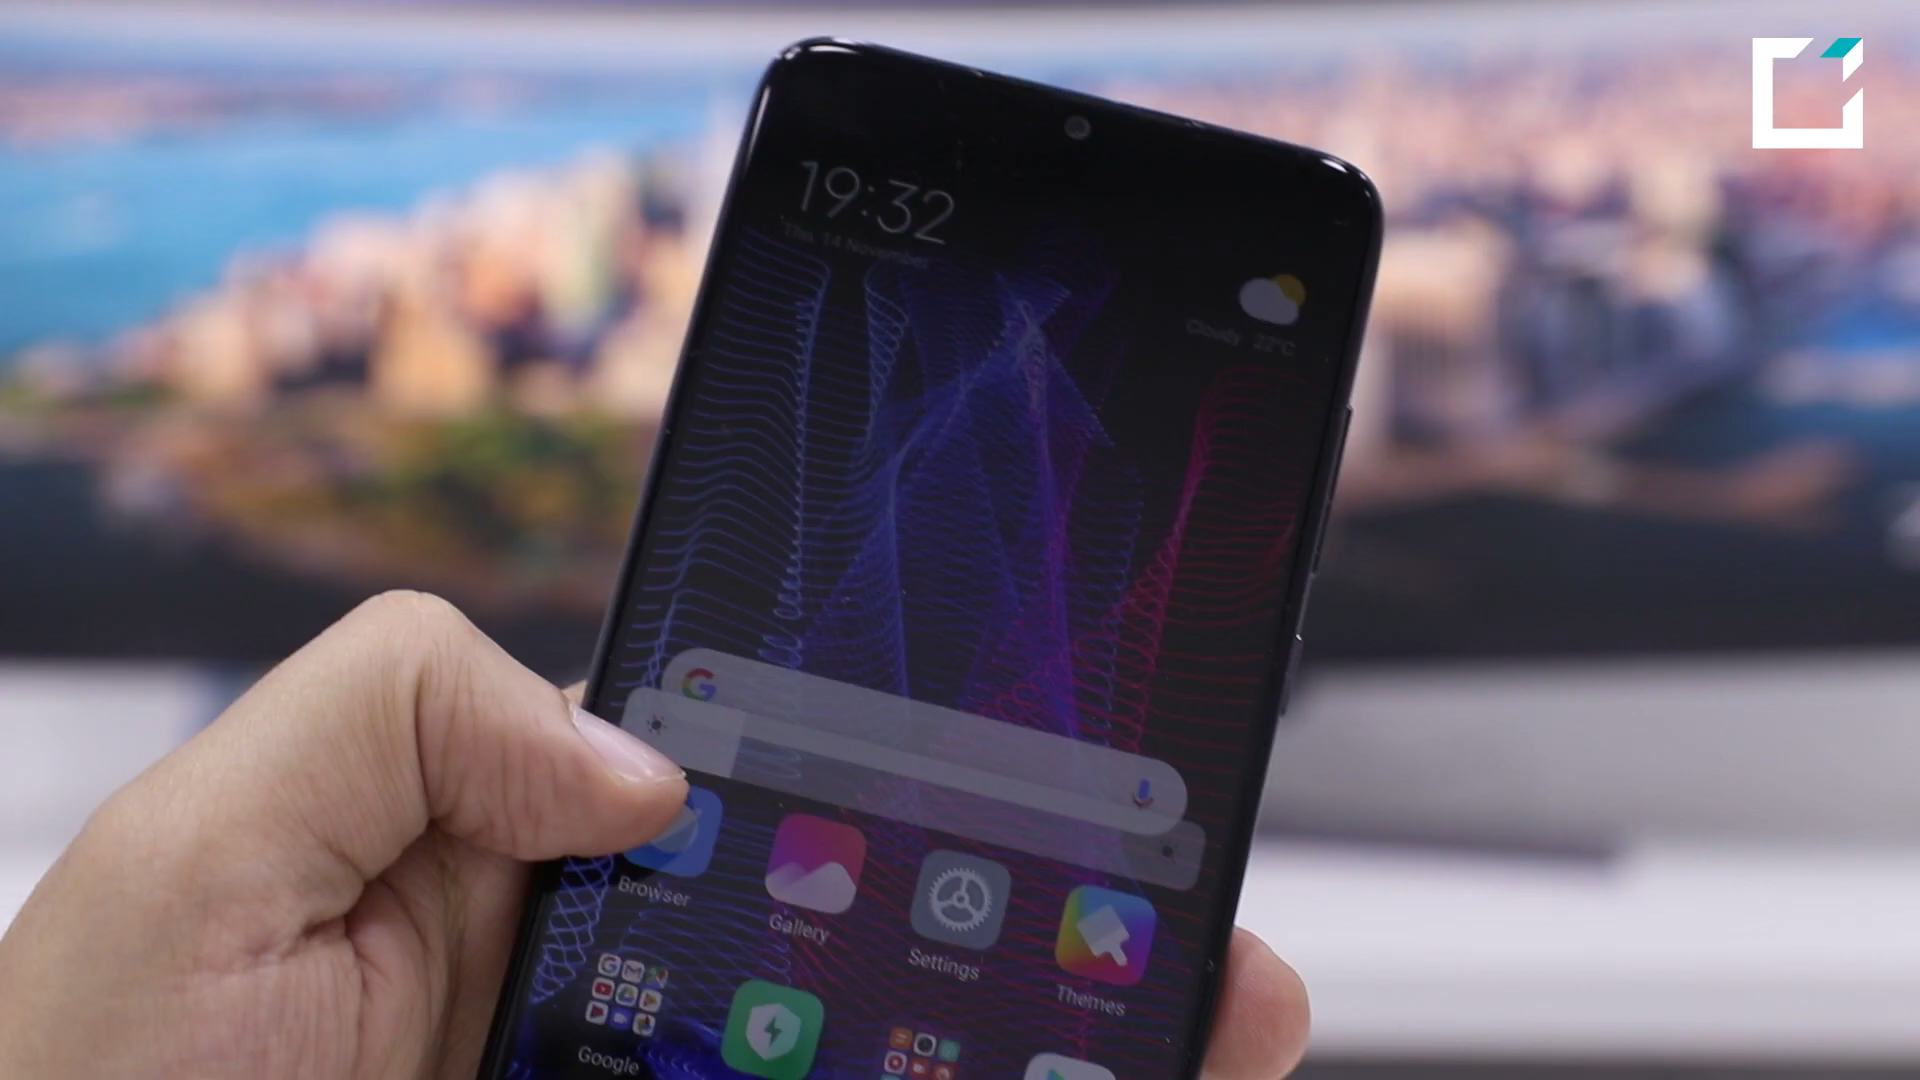 19:32
Thu, 14 November
Cloudy 22°C
Browser
Gallery
Settings
Themes
Google